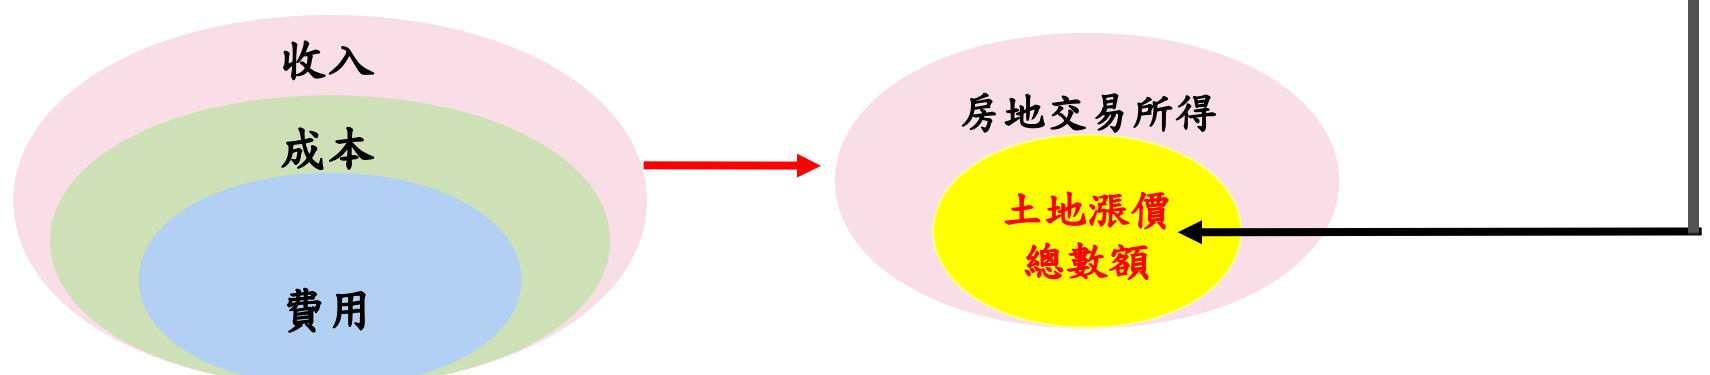 收入
成本
費用
房地交易所得
土地漲價
總數額